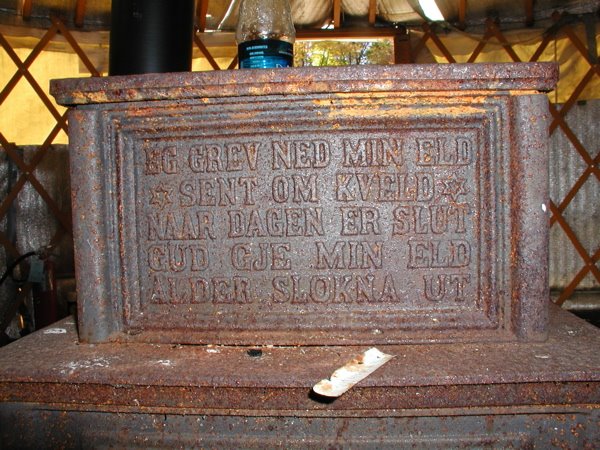 EG GREV NED MIN ELD
SENT OM KVELD
NAAR DAGEN ER SLUT
GUD GJE MIN ELD
ALDER SLOKNA UT